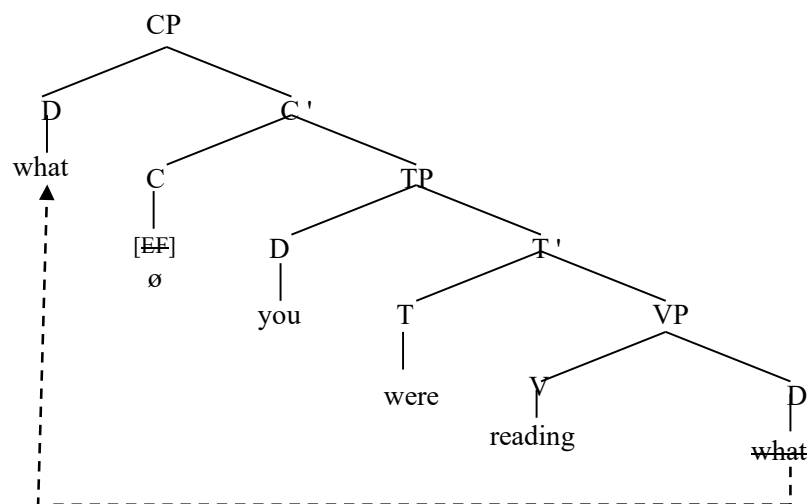 CP
D C '
what C TP
[EF] D T '
ø
you T VP
were V D
reading what